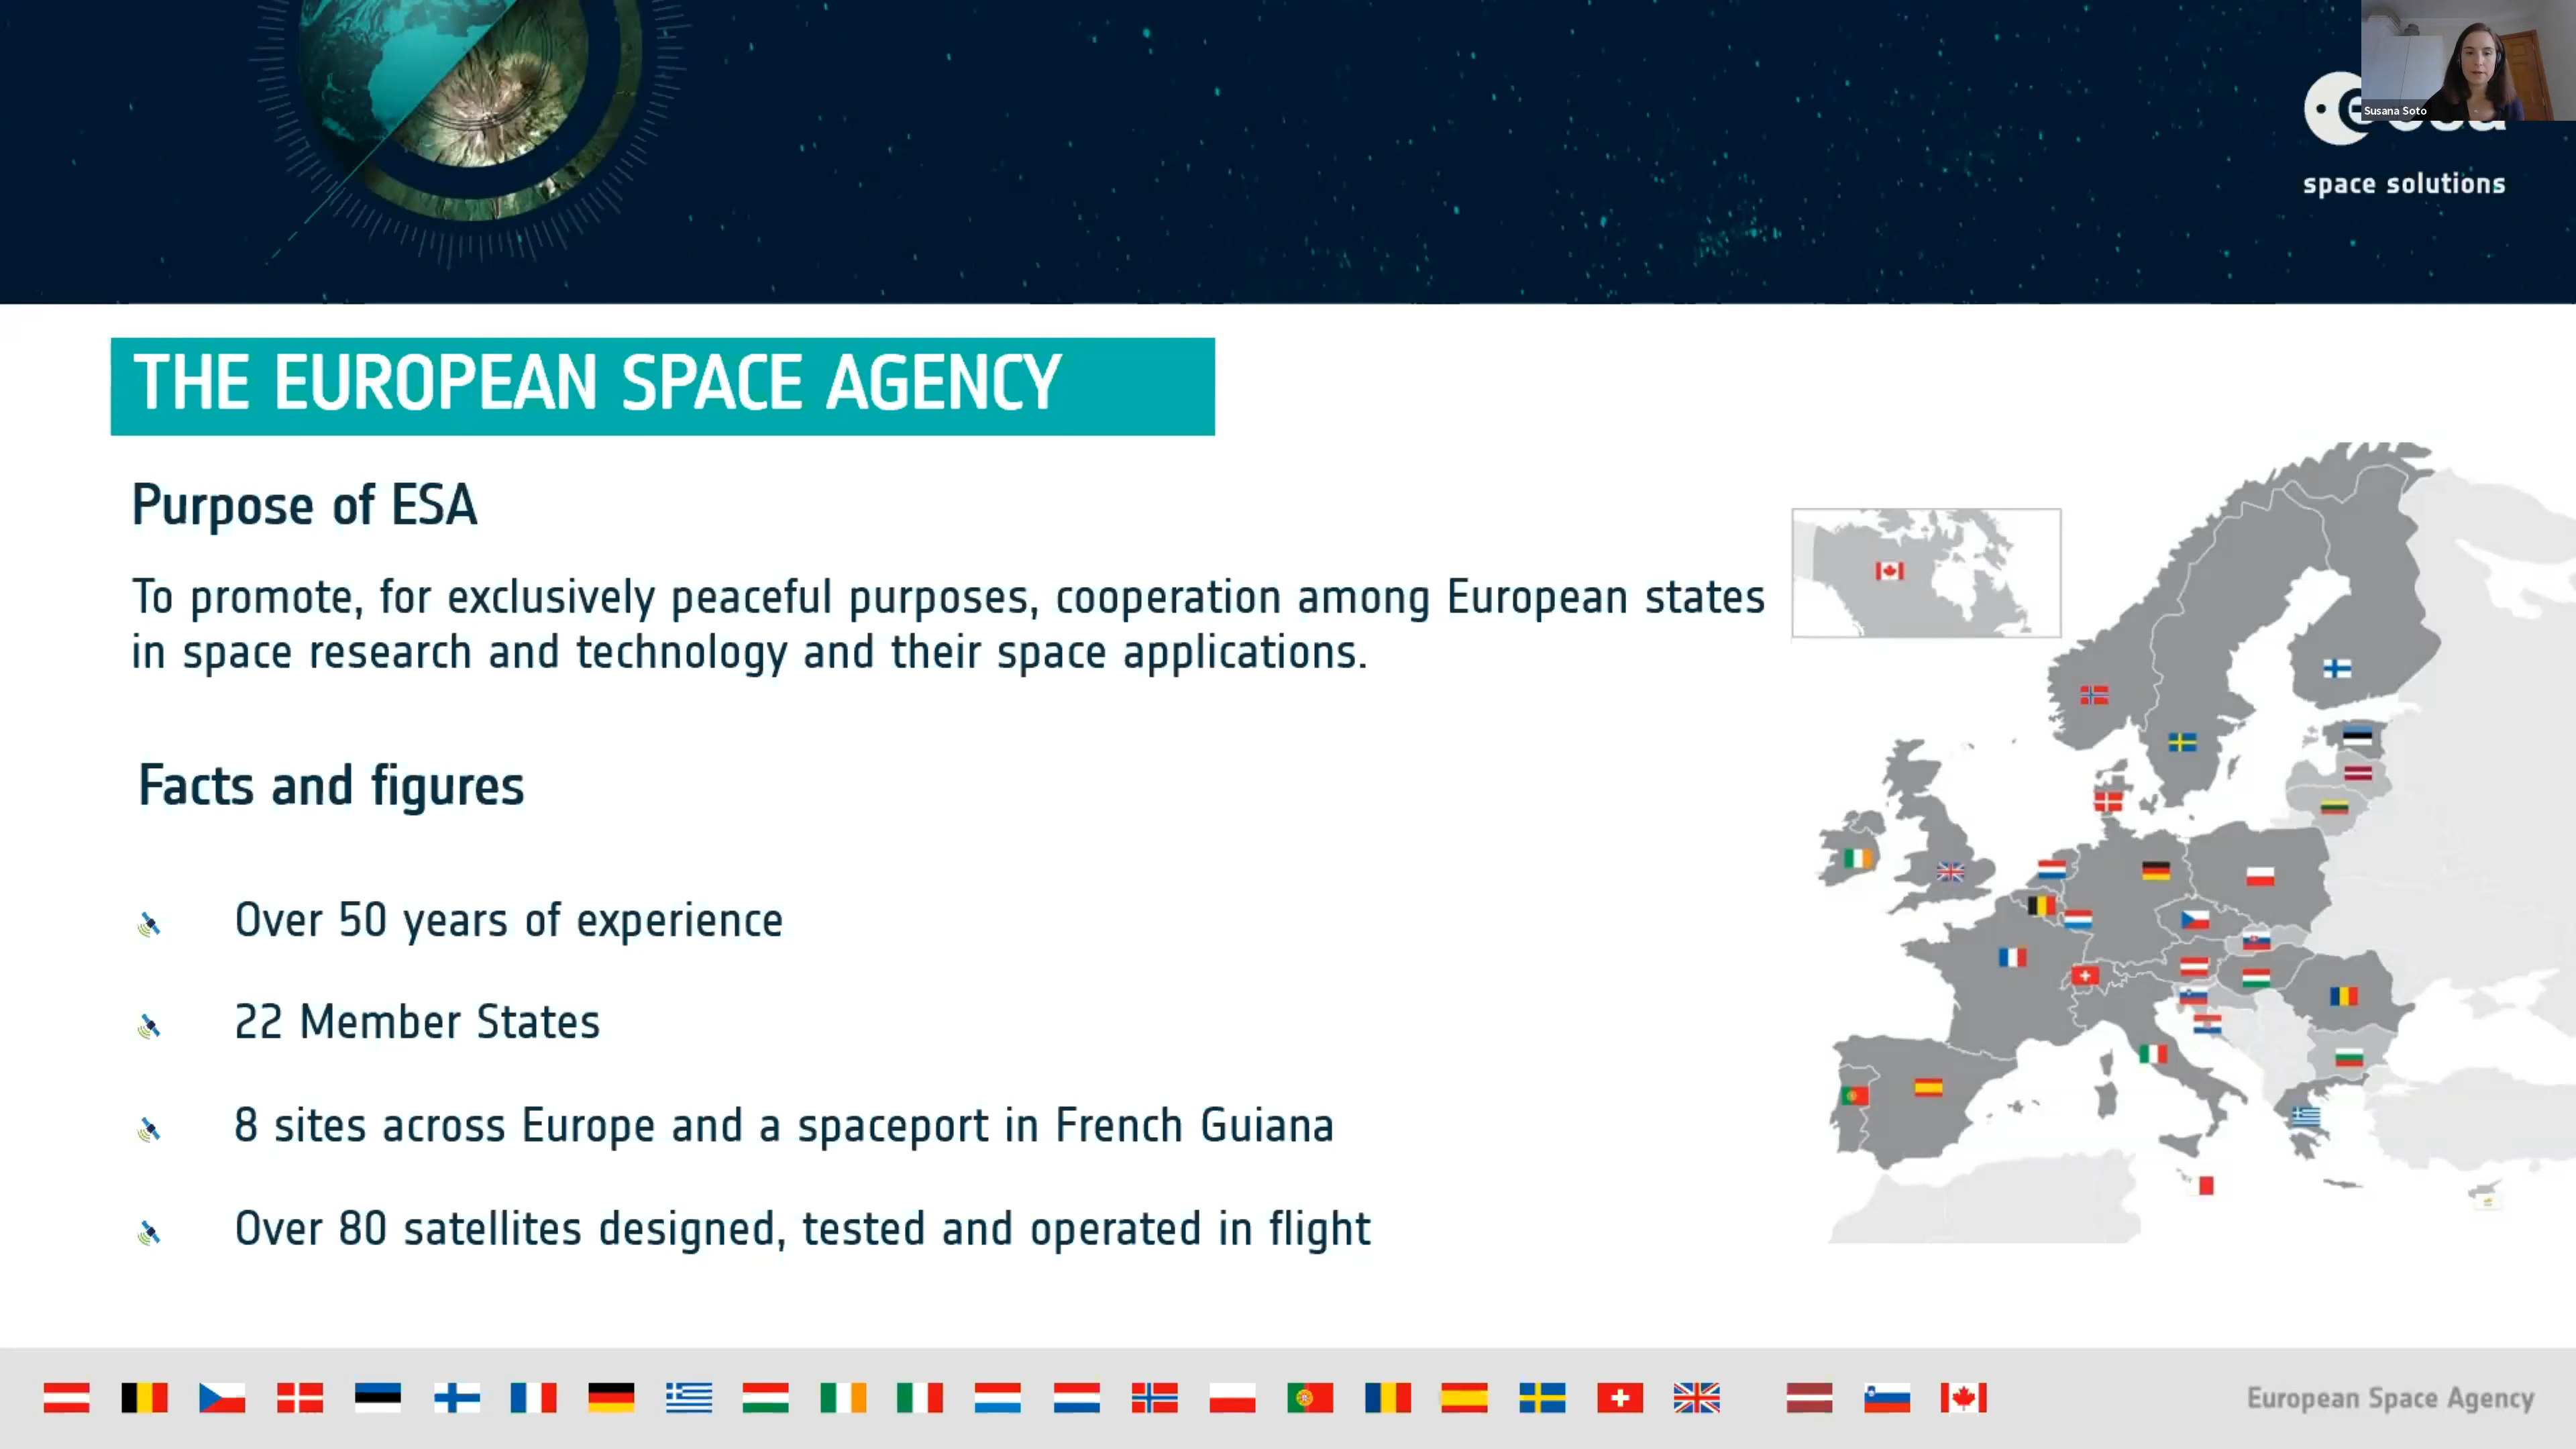 Susana Soto
space solutions
THE EUROPEAN SPACE AGENCY
Purpose of ESA
To promote, for exclusively peaceful purposes, cooperation among European states
in space research and technology and their space applications.
Facts and figures
Over 50 years of experience
22 Member States
8 sites across Europe and a spaceport in French Guiana
Over 80 satellites designed, tested and operated in flight
European Space Agency